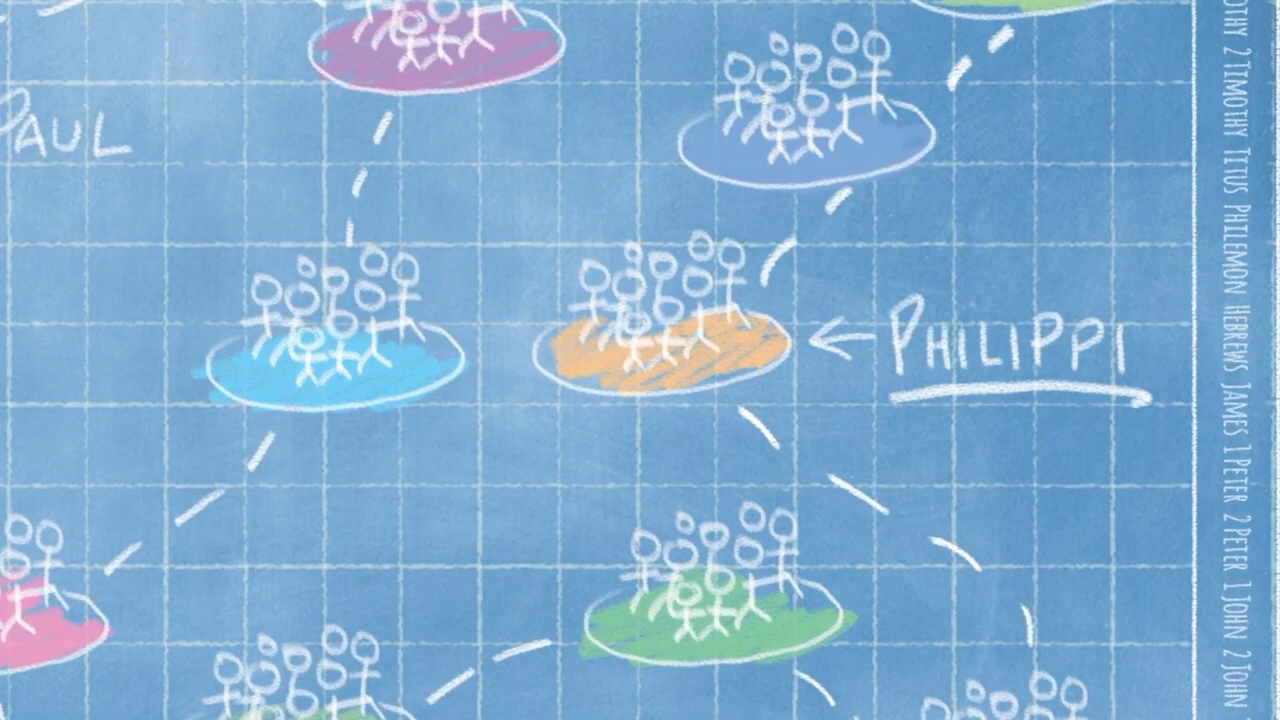 PAUL
PHILIPPI
2 TIMOTHY TITUS PHILEMON HEBREWS JAMES 1 PETER 2 PETER 1 JOHN 2 JOHN